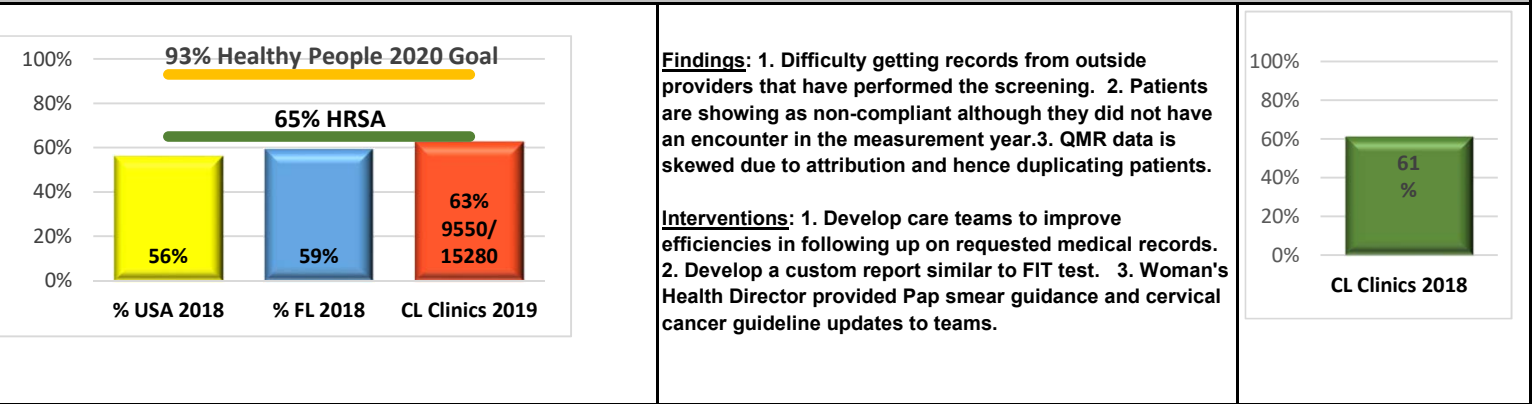 100%
80%
60%
40%
20%
0%
93% Healthy People 2020 Goal
65% HRSA
56%
59%
63%
9550/
15280
% USA 2018
% FL 2018
CL Clinics 2019
Findings: 1. Difficulty getting records from outside
providers that have performed the screening. 2. Patients
are showing as non-compliant although they did not have
an encounter in the measurement year.3. QMR data is
skewed due to attribution and hence duplicating patients.
Interventions: 1. Develop care teams to improve
efficiencies in following up on requested medical records.
2. Develop a custom report similar to FIT test. 3. Woman's
Health Director provided Pap smear guidance and cervical
cancer guideline updates to teams.
100%
80%
60%
40%
20%
0%
61
%
CL Clinics 2018